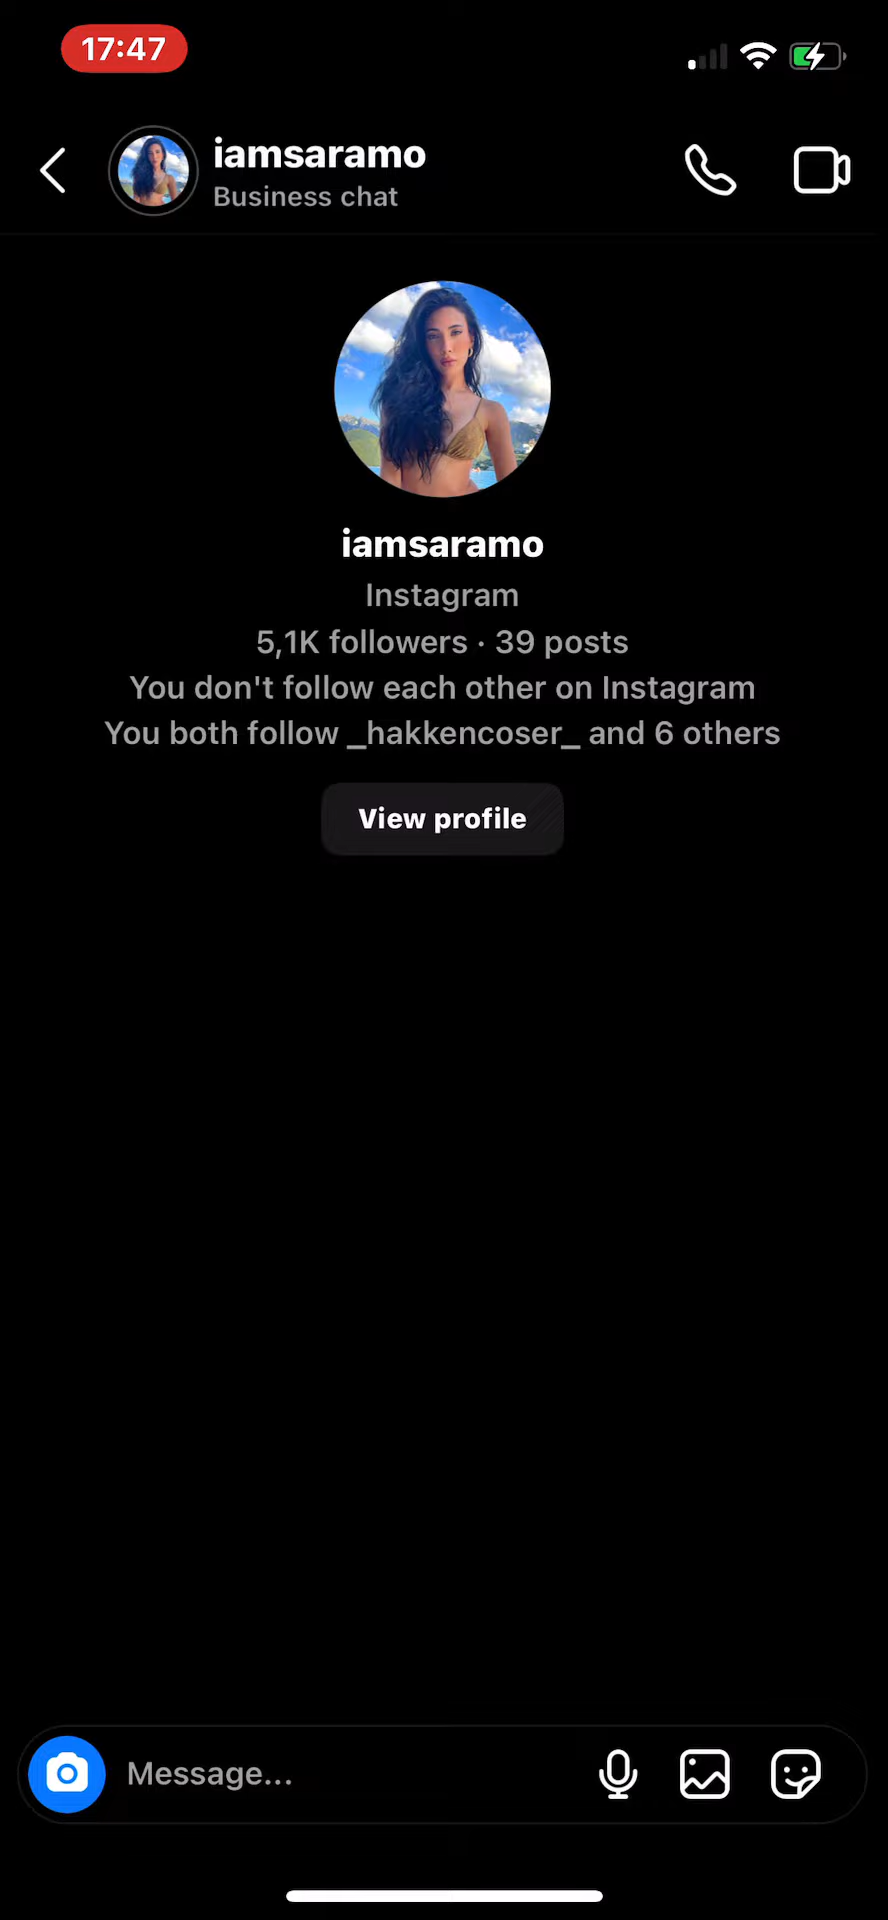 17:47
iamsaramo
Business chat
iamsaramo
Instagram
5,1K followers · 39 posts
You don't follow each other on Instagram
You both follow _hakkencoser_ and 6 others
View profile
Message...